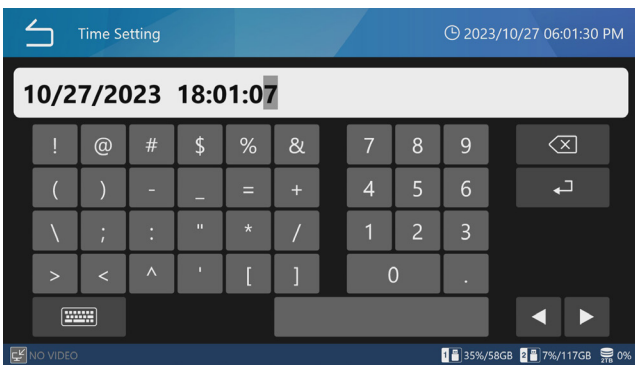 Time Setting 2023/10/27 06:01:30 PM
10/27/2023 18:01:07
! @ # $ % & 7 8 9
( ) - _ = + 4 5 6
\ ; : " * / 1 2 3
> < ^ ' [ ] 0 .
NO VIDEO 1 35%/58GB 2 7%/117GB 2TB 0%